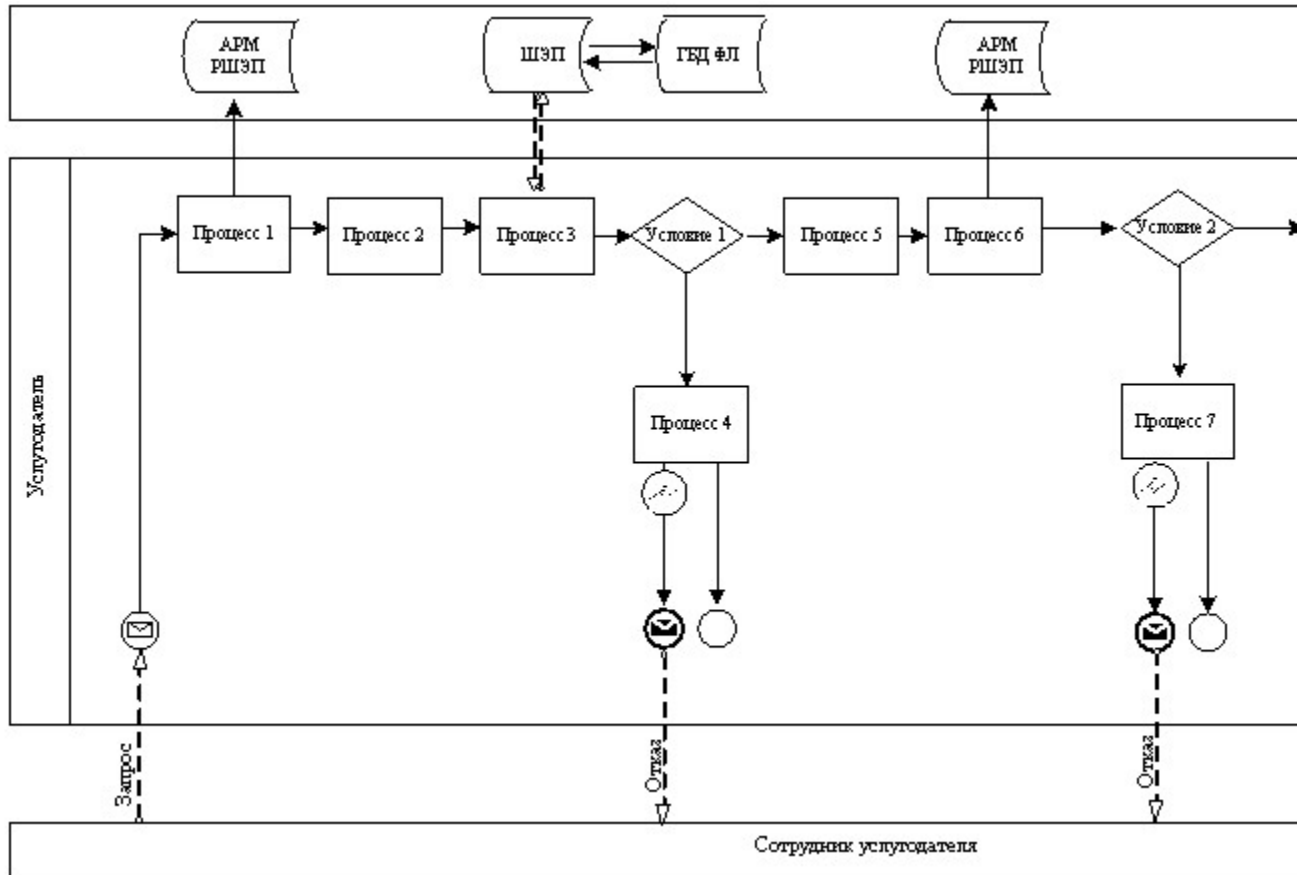 АРМ
РШЭП
ШЭП
ГБД ФЛ
АРМ
РШЭП
Услугодатель
Процесс 1
Процесс 2
Процесс 3
Условие 1
Процесс 5
Процесс 6
Условие 2
Процесс 4
Процесс 7
Запрос
Отказ
Отказ
Сотрудник услугодателя